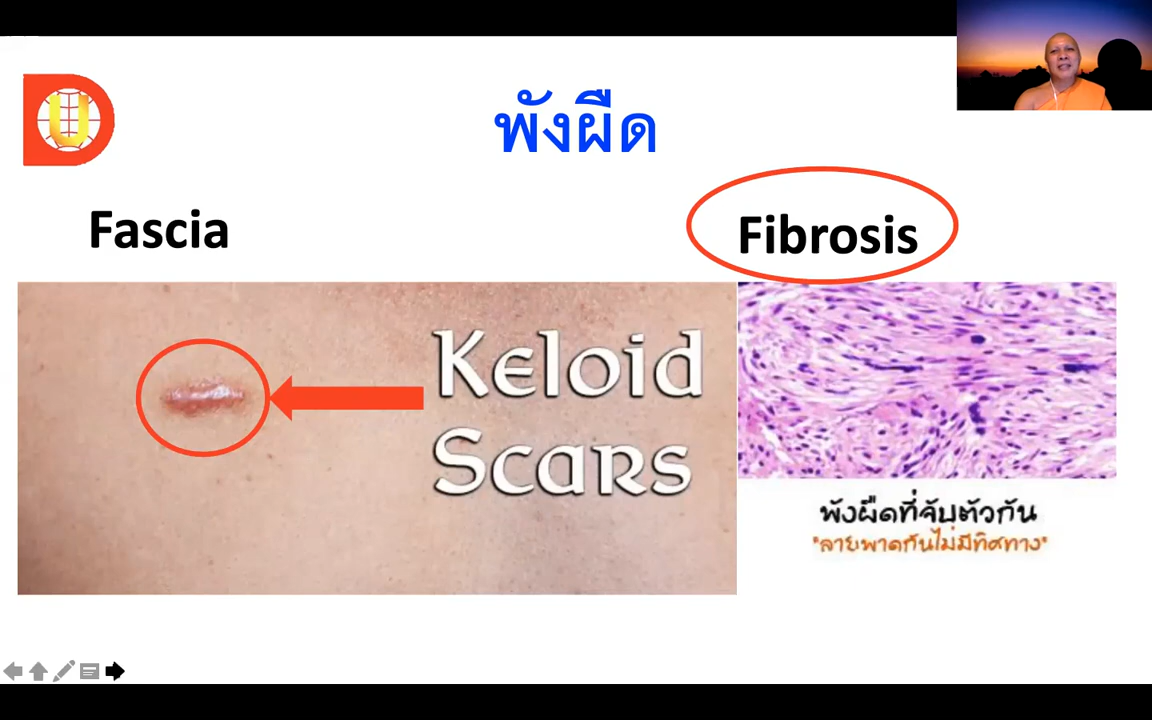 U
พังผืด
Fascia
Fibrosis
Keloid
Scars
พังผืดที่จับตัวกัน
"ลายพาดกันไม่มีทิศทาง"